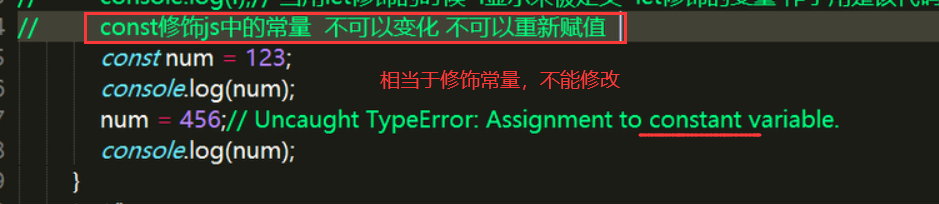 // console.log(i);// 当用let修饰的时候 i显示未被定义 let修饰的变量 作用域是该代码
// const修饰js中的常量 不可以变化 不可以重新赋值
const num = 123;
console.log(num);
相当于修饰常量，不能修改
num = 456;// Uncaught TypeError: Assignment to constant variable.
console.log(num);
}